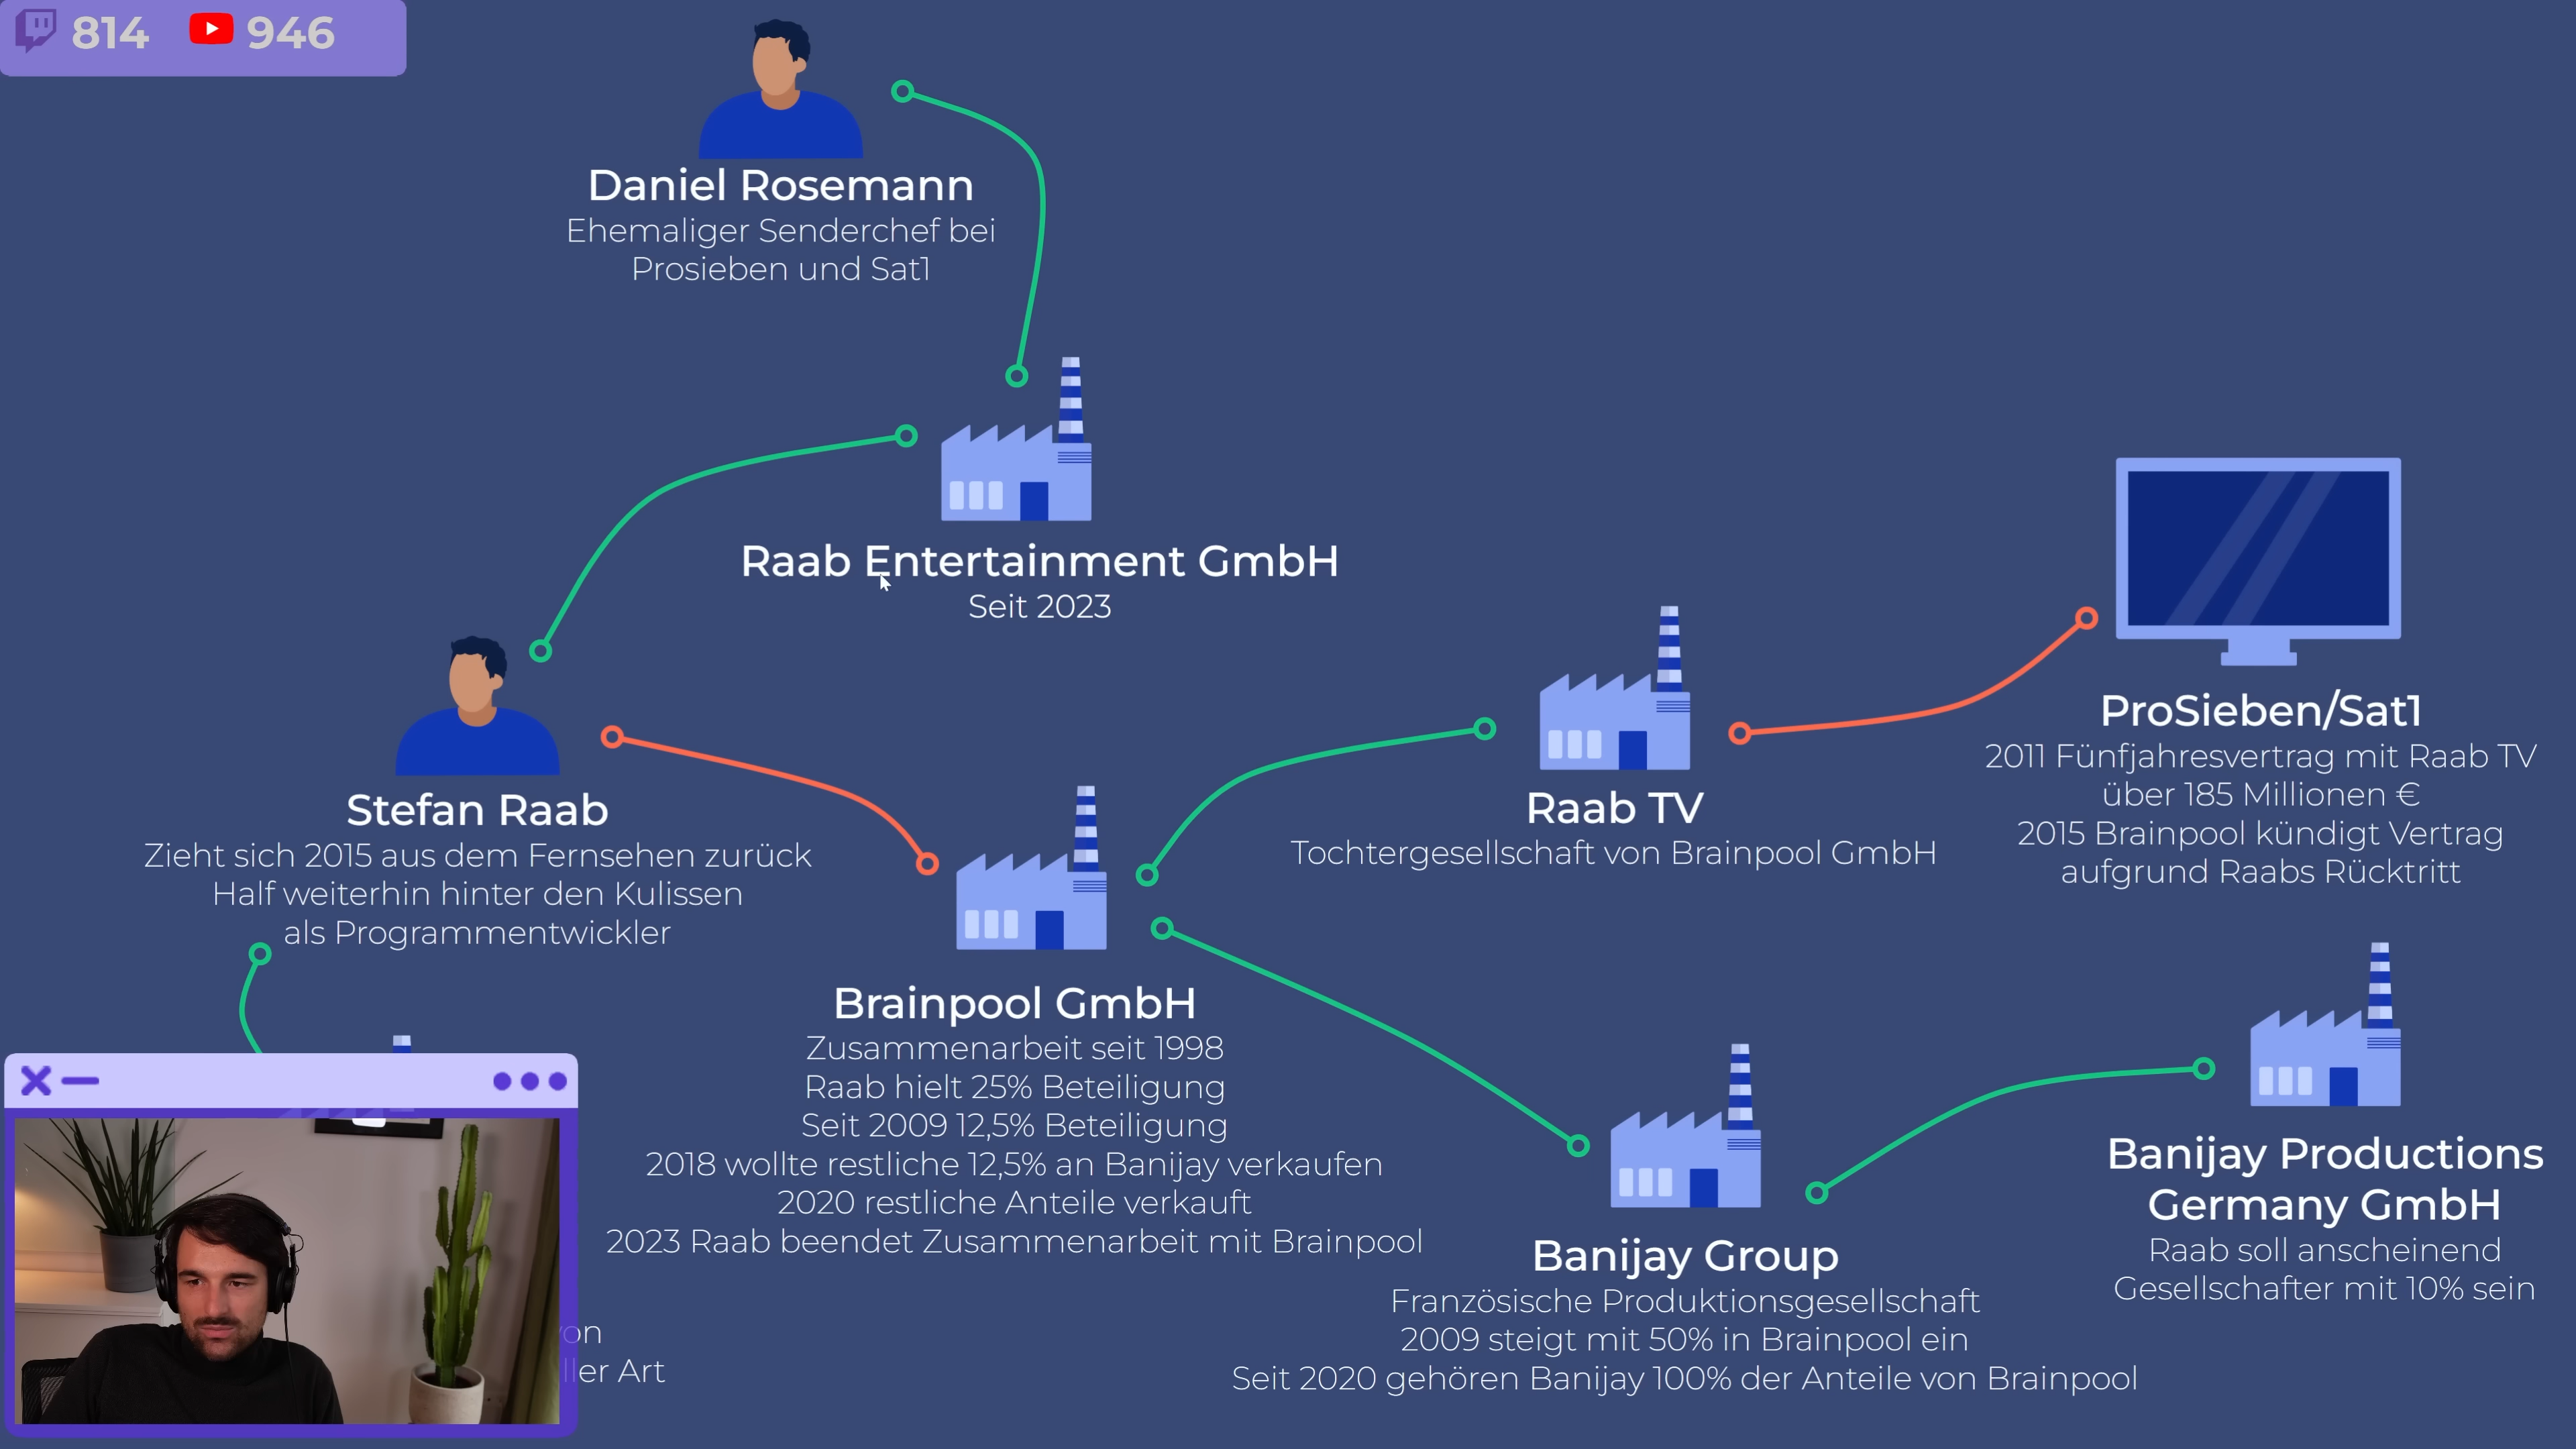 814 946
Daniel Rosemann
Ehemaliger Senderchef bei
Prosieben und Sat1
Raab Entertainment GmbH
Seit 2023
Stefan Raab
Zieht sich 2015 aus dem Fernsehen zurück
Half weiterhin hinter den Kulissen
als Programmentwickler
Raab TV
Tochtergesellschaft von Brainpool GmbH
ProSieben/Sat1
2011 Fünfjahresvertrag mit Raab TV
über 185 Millionen €
2015 Brainpool kündigt Vertrag
aufgrund Raabs Rücktritt
Brainpool GmbH
Zusammenarbeit seit 1998
Raab hielt 25% Beteiligung
Seit 2009 12,5% Beteiligung
2018 wollte restliche 12,5% an Banijay verkaufen
2020 restliche Anteile verkauft
2023 Raab beendet Zusammenarbeit mit Brainpool
Banijay Group
Französische Produktionsgesellschaft
2009 steigt mit 50% in Brainpool ein
Seit 2020 gehören Banijay 100% der Anteile von Brainpool
Banijay Productions
Germany GmbH
Raab soll anscheinend
Gesellschafter mit 10% sein
Art